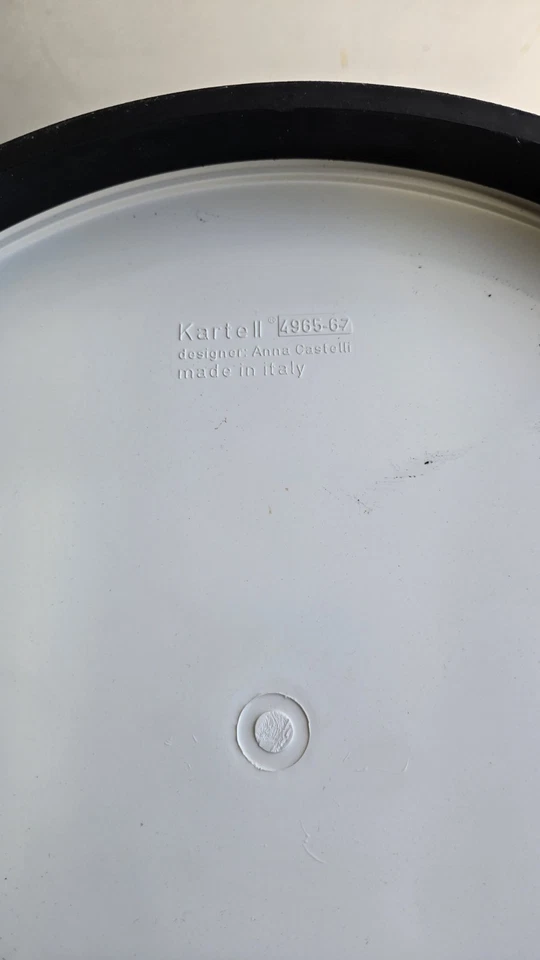 Kartell® 4965-67
designer: Anna Castelli
made in italy